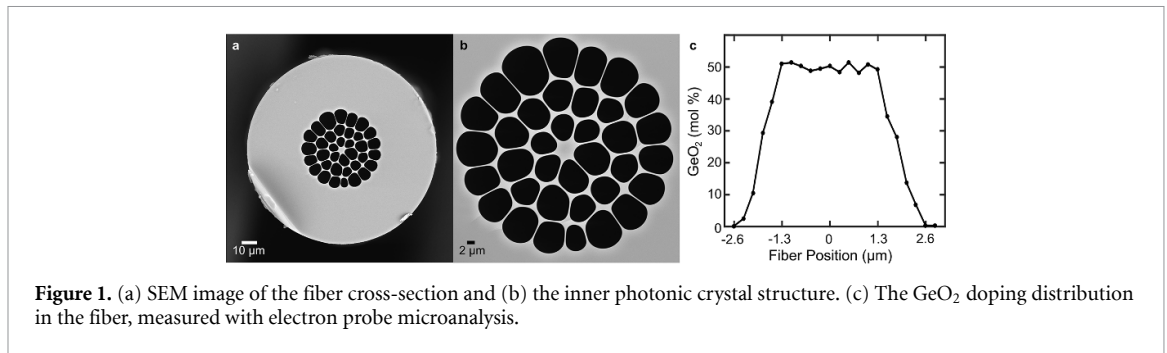 a
b
c
10 µm
2 µm
GeO2 (mol %)
50
40
30
20
10
0
-2.6 -1.3 0 1.3 2.6
Fiber Position (µm)
Figure 1. (a) SEM image of the fiber cross-section and (b) the inner photonic crystal structure. (c) The GeO2 doping distribution
in the fiber, measured with electron probe microanalysis.